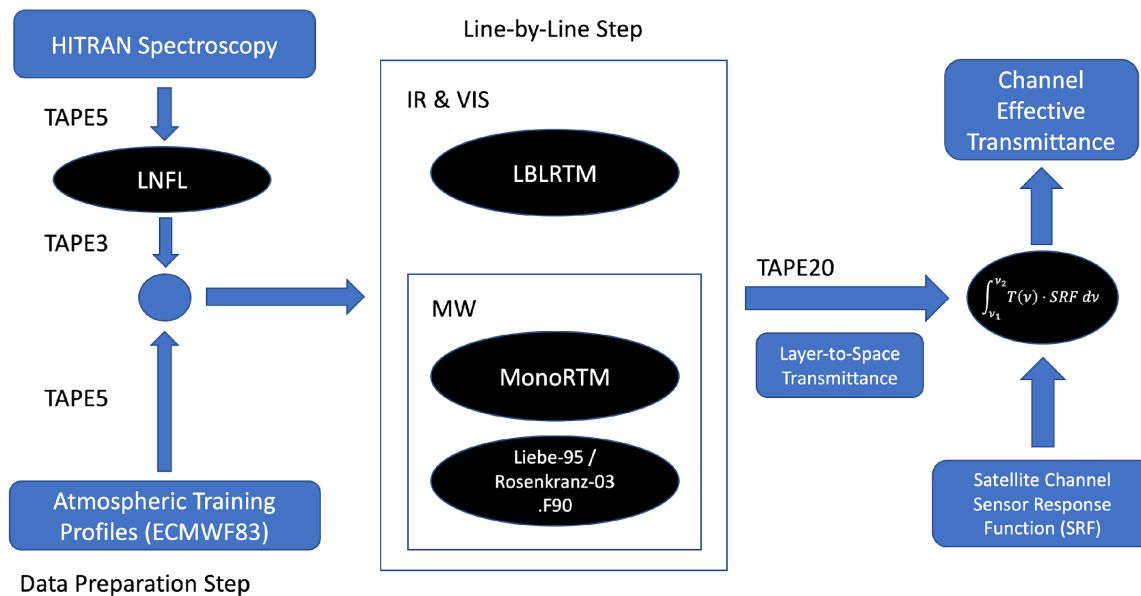 HITRAN Spectroscopy
TAPE5
LNFL
TAPE3
TAPE5
Atmospheric Training
Profiles (ECMWF83)
Data Preparation Step
Line-by-Line Step
IR & VIS
LBLRTM
MW
MonoRTM
Liebe-95 /
Rosenkranz-03
.F90
TAPE20
Layer-to-Space
Transmittance
Channel
Effective
Transmittance
∫_{ν₁}^{ν₂} T(ν) · SRF dν
Satellite Channel
Sensor Response
Function (SRF)